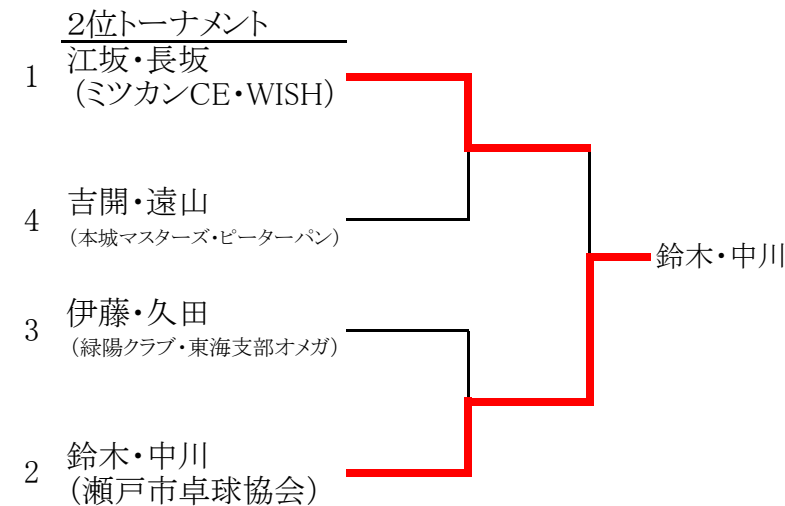 2位トーナメント
1
江坂・長坂
(ミツカンCE・WISH)
4
吉開・遠山
(本城マスターズ・ピーターパン)
鈴木・中川
3
伊藤・久田
(緑陽クラブ・東海支部オメガ)
2
鈴木・中川
(瀬戸市卓球協会)